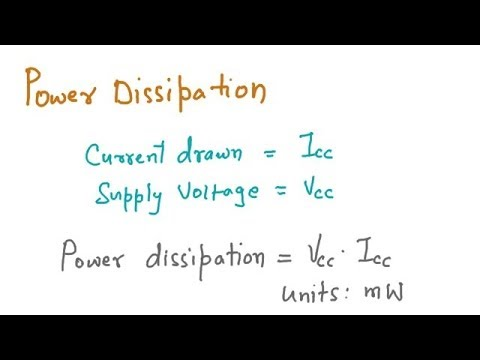 Power Dissipation
Current drawn = Icc
Supply Voltage = Vcc
Power dissipation = Vcc · Icc
units: mW